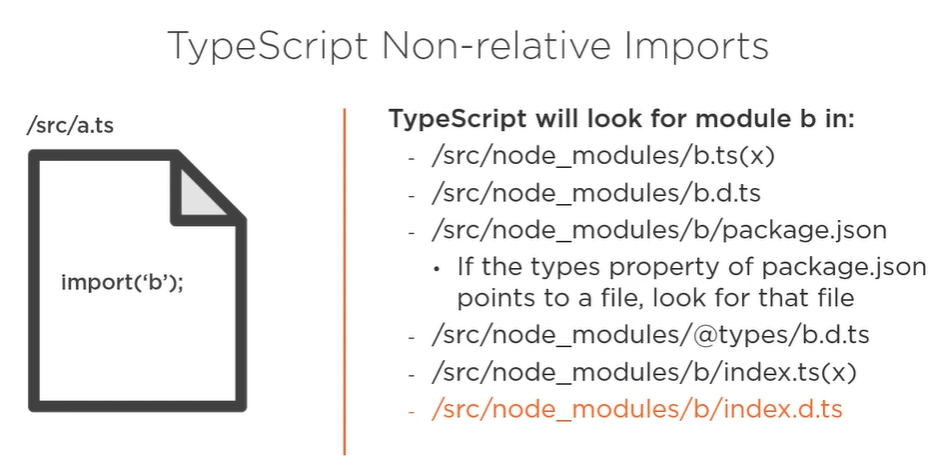 TypeScript Non-relative Imports
/src/a.ts
import(‘b’);
TypeScript will look for module b in:
- /src/node_modules/b.ts(x)
- /src/node_modules/b.d.ts
- /src/node_modules/b/package.json
• If the types property of package.json
points to a file, look for that file
- /src/node_modules/@types/b.d.ts
- /src/node_modules/b/index.ts(x)
- /src/node_modules/b/index.d.ts